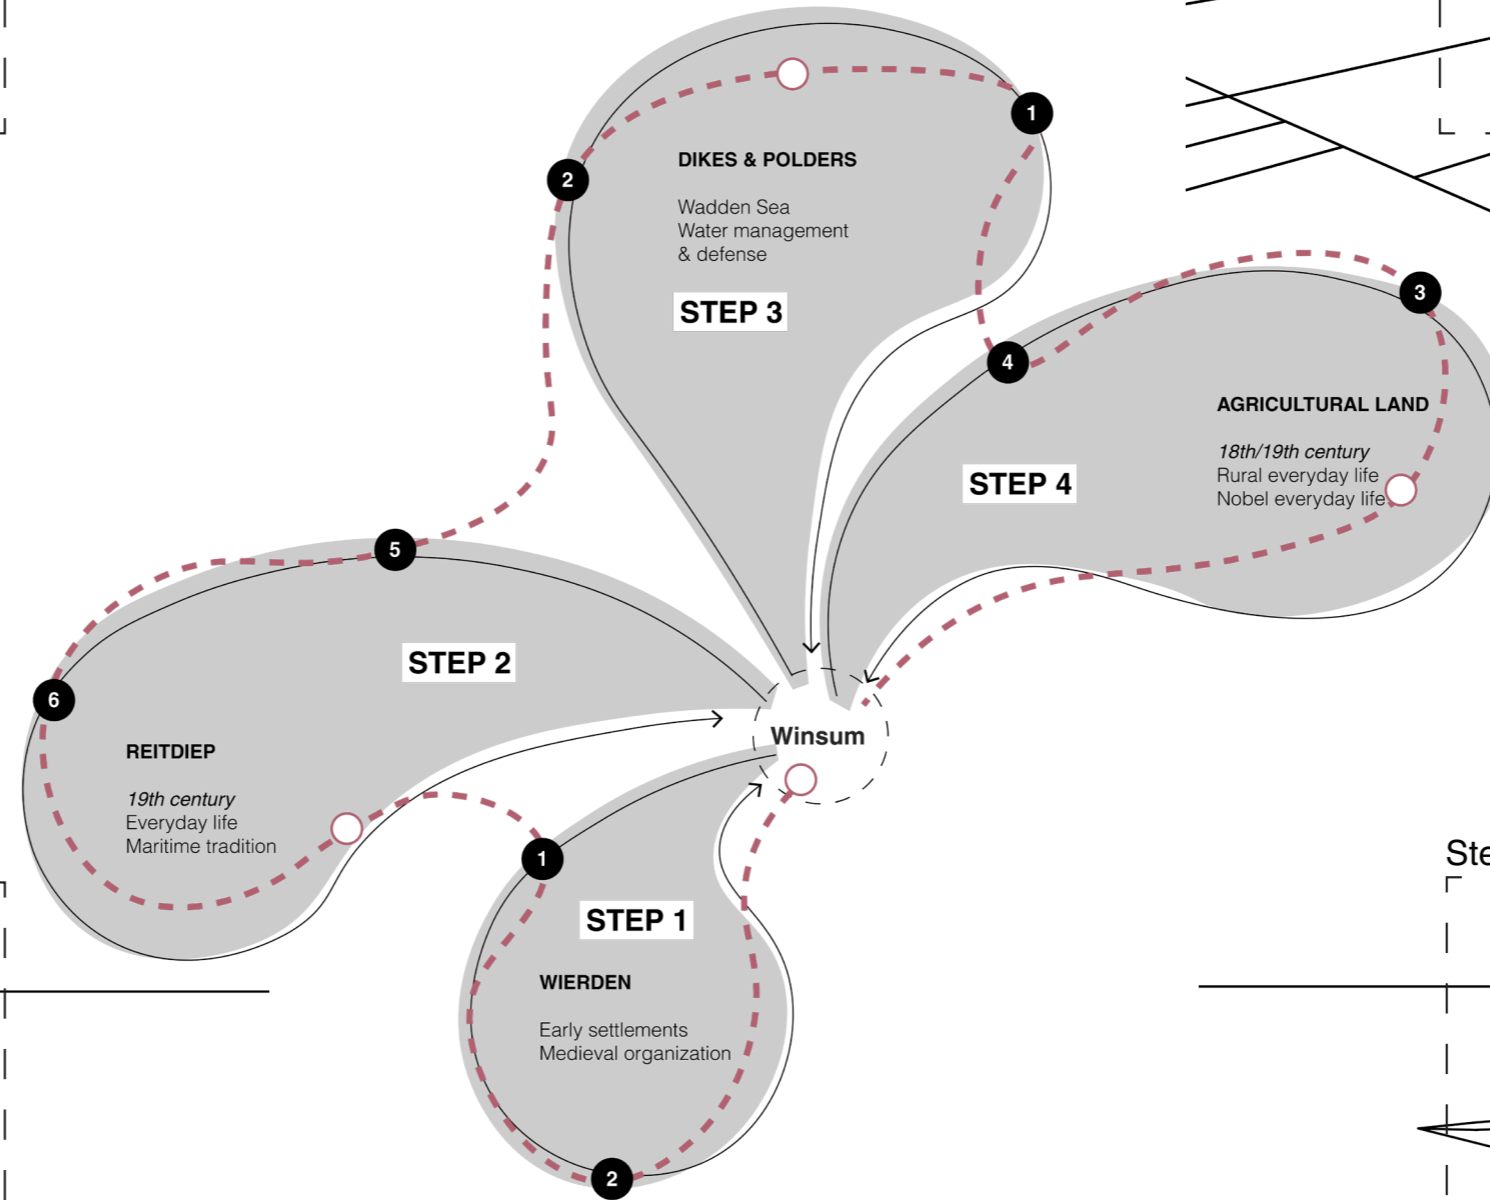 1
2
DIKES & POLDERS
Wadden Sea
Water management
& defense
STEP 3
3
4
AGRICULTURAL LAND
18th/19th century
Rural everyday life
Nobel everyday life
STEP 4
5
STEP 2
6
REITDIEP
19th century
Everyday life
Maritime tradition
Winsum
1
STEP 1
WIERDEN
Early settlements
Medieval organization
2